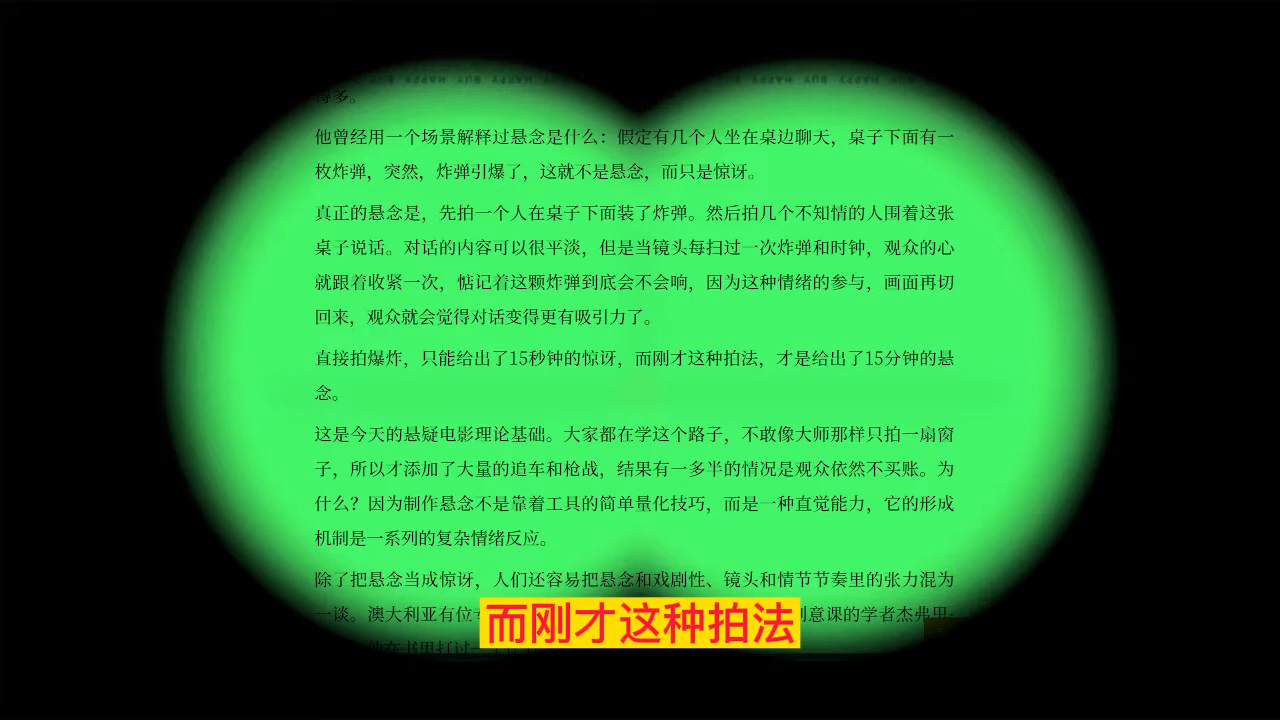 得多。
他曾经用一个场景解释过悬念是什么：假定有几个人坐在桌边聊天，桌子下面有一
枚炸弹，突然，炸弹引爆了，这就不是悬念，而只是惊讶。
真正的悬念是，先拍一个人在桌子下面装了炸弹。然后拍几个不知情的人围着这张
桌子说话。对话的内容可以很平淡，但是当镜头每扫过一次炸弹和时钟，观众的心
就跟着收紧一次，惦记着这颗炸弹到底会不会响，因为这种情绪的参与，画面再切
回来，观众就会觉得对话变得更有吸引力了。
直接拍爆炸，只能给出了15秒钟的惊讶，而刚才这种拍法，才是给出了15分钟的悬
念。
这是今天的悬疑电影理论基础。大家都在学这个路子，不敢像大师那样只拍一扇窗
子，所以才添加了大量的追车和枪战，结果有一多半的情况是观众依然不买账。为
什么？因为制作悬念不是靠着工具的简单量化技巧，而是一种直觉能力，它的形成
机制是一系列的复杂情绪反应。
除了把悬念当成惊讶，人们还容易把悬念和戏剧性、镜头和情节节奏里的张力混为
一谈。澳大利亚有位 创意课的学者杰弗里·
在书里打过一
而刚才这种拍法